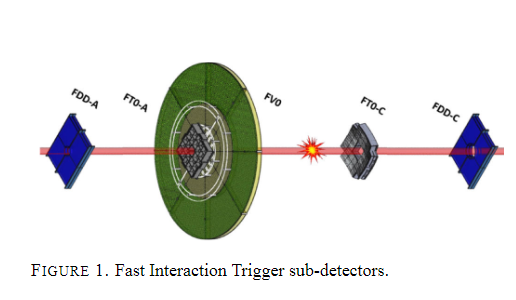 FDD-A
FT0-A
FV0
FT0-C
FDD-C
FIGURE 1. Fast Interaction Trigger sub-detectors.